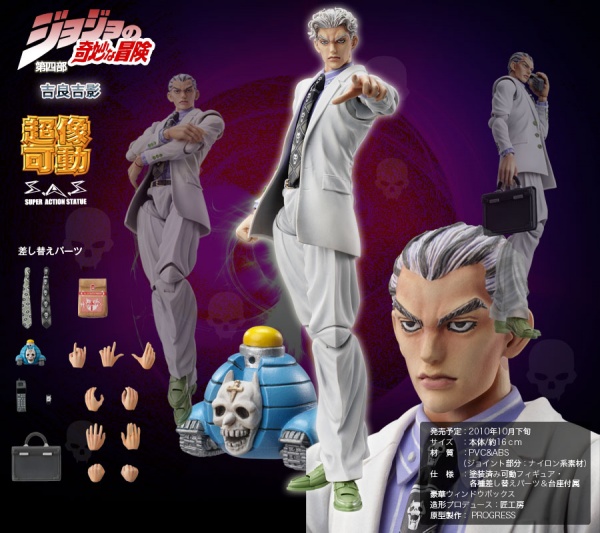 ジョジョの
奇妙な冒険
第四部
吉良吉影
超像
可動
S.A.S
SUPER ACTION STATUE
差し替えパーツ
発売予定：2010年10月下旬
サイズ ：本体/約16cm
材 質 ：PVC&ABS
（ジョイント部分：ナイロン系素材）
仕 様 ：塗装済み可動フィギュア・
各種差し替えパーツ＆台座付属
豪華ウィンドウボックス
造形プロデュース：匠工房
原型製作： PROGRESS